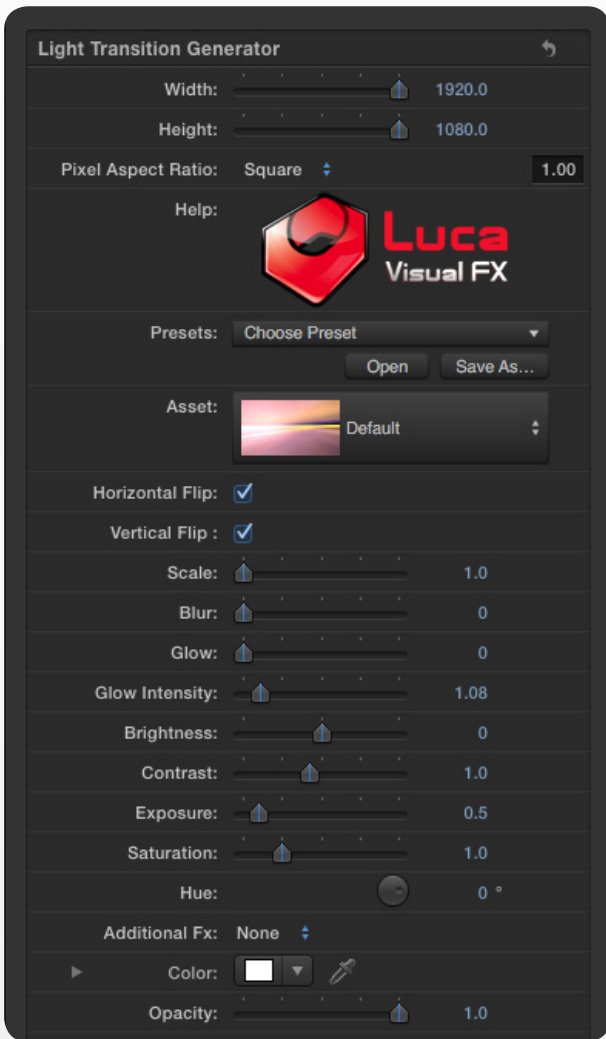 Light Transition Generator
Width: 1920.0
Height: 1080.0
Pixel Aspect Ratio: Square 1.00
Help:
Luca
Visual FX
Presets: Choose Preset
Open Save As...
Asset:
Default
Horizontal Flip:
Vertical Flip :
Scale: 1.0
Blur: 0
Glow: 0
Glow Intensity: 1.08
Brightness: 0
Contrast: 1.0
Exposure: 0.5
Saturation: 1.0
Hue: 0 °
Additional Fx: None
Color:
Opacity: 1.0